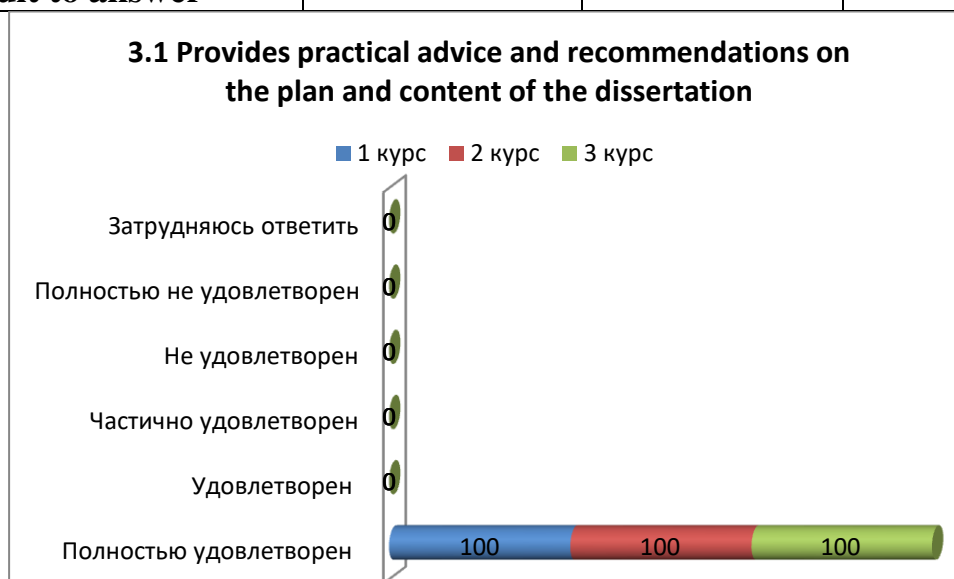 to answer
3.1 Provides practical advice and recommendations on
the plan and content of the dissertation
1 курс 2 курс 3 курс
Затрудняюсь ответить 0
Полностью не удовлетворен 0
Не удовлетворен 0
Частично удовлетворен 0
Удовлетворен 0
Полностью удовлетворен 100 100 100